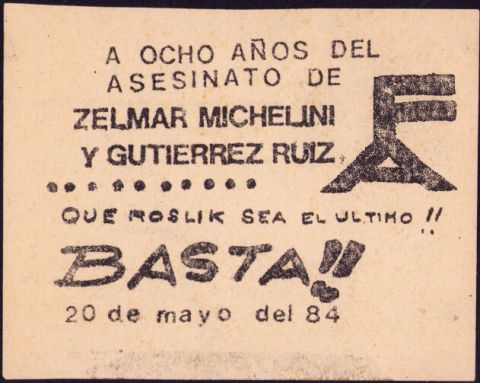 A OCHO AÑOS DEL
ASESINATO DE
ZELMAR MICHELINI
Y GUTIERREZ RUIZ,
FA
QUE ROSLIK SEA EL ULTIMO!!
BASTA!!
20 de mayo del 84